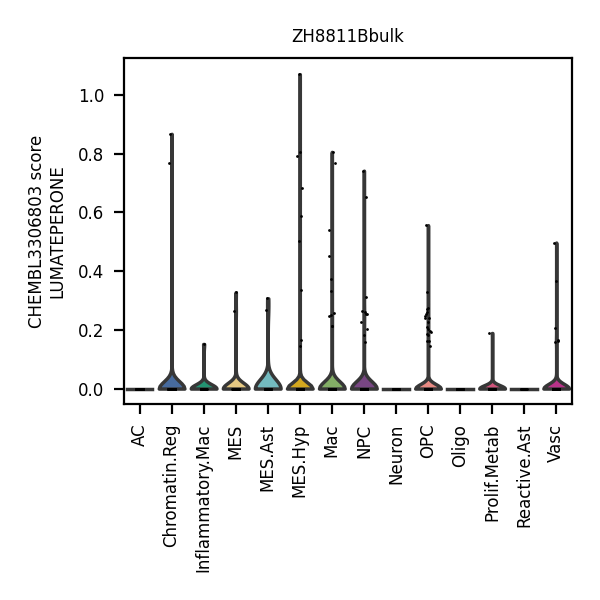 ZH8811Bbulk
CHEMBL3306803 score
LUMATEPERONE
1.0
0.8
0.6
0.4
0.2
0.0
AC
Chromatin.Reg
Inflammatory.Mac
MES
MES.Ast
MES.Hyp
Mac
NPC
Neuron
OPC
Oligo
Prolif.Metab
Reactive.Ast
Vasc